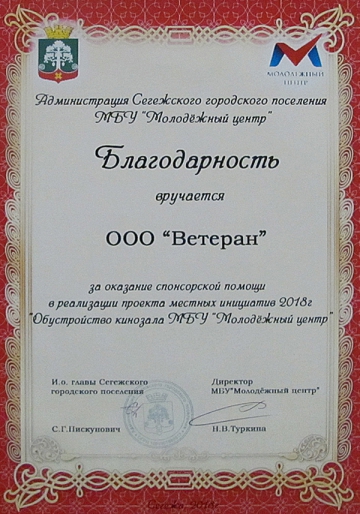 МОЛОДЁЖНЫЙ
ЦЕНТР
Администрация Сегежского городского поселения
МБУ "Молодёжный центр"
Благодарность
вручается
ООО "Ветеран"
за оказание спонсорской помощи
в реализации проекта местных инициатив 2018г
"Обустройство кинозала МБУ "Молодёжный центр"
И.о. главы Сегежского
городского поселения
Директор
МБУ"Молодёжный центр"
С.Г.Пискунович
Н.В.Туркина